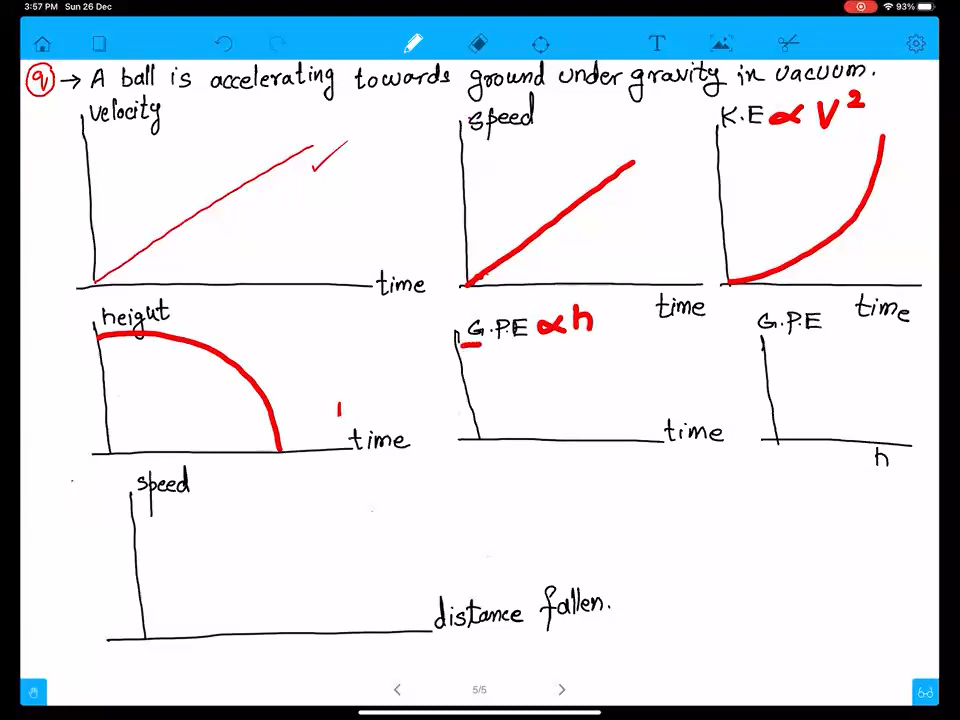 3:57 PM Sun 26 Dec 93%
T
q → A ball is accelerating towards ground under gravity in vacuum.
velocity speed K.E ∝ V²
time time time
height G.P.E ∝ h G.P.E
time time h
speed
distance fallen.
5/5